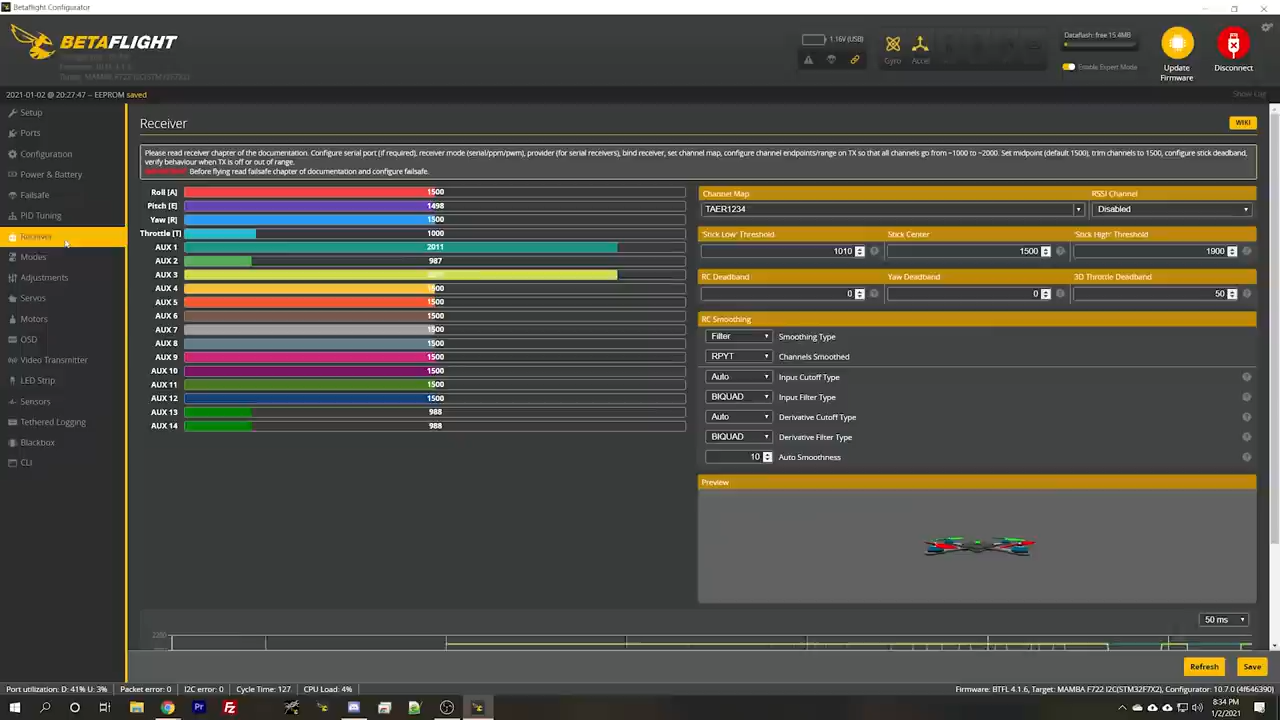 Betaflight Configurator
BETAFLIGHT
1.16V (USB)
Gyro
Accel
Dataflash: free 15.4MB
Enable Expert Mode
Update Firmware
Disconnect
2021-01-02 @ 20:27:47 -- EEPROM saved
Show Log
Setup
Ports
Configuration
Power & Battery
Failsafe
PID Tuning
Receiver
Modes
Adjustments
Servos
Motors
OSD
Video Transmitter
LED Strip
Sensors
Tethered Logging
Blackbox
CLI
Receiver
WIKI
Please read receiver chapter of the documentation. Configure serial port (if required), receiver mode (serial/ppm/pwm), provider (for serial receivers), bind receiver, set channel map, configure channel endpoints/range on TX so that all channels go from ~1000 to ~2000. Set midpoint (default 1500), trim channels to 1500, configure stick deadband,
verify behaviour when TX is off or out of range.
Before flying read failsafe chapter of documentation and configure failsafe.
Roll [A] 1500
Pitch [E] 1498
Yaw [R] 1500
Throttle [T] 1000
AUX 1 2011
AUX 2 987
AUX 3
AUX 4 1500
AUX 5 1500
AUX 6 1500
AUX 7 1500
AUX 8 1500
AUX 9 1500
AUX 10 1500
AUX 11 1500
AUX 12 1500
AUX 13 988
AUX 14 988
Channel Map
RSSI Channel
TAER1234
Disabled
'Stick Low' Threshold
Stick Center
'Stick High' Threshold
1010
1500
1900
RC Deadband
Yaw Deadband
3D Throttle Deadband
0
0
50
RC Smoothing
Filter Smoothing Type
RPYT Channels Smoothed
Auto Input Cutoff Type
BIQUAD Input Filter Type
Auto Derivative Cutoff Type
BIQUAD Derivative Filter Type
10 Auto Smoothness
Preview
50 ms
2200
Refresh
Save
Port utilization: D: 41% U: 3%
Packet error: 0
I2C error: 0
Cycle Time: 127
CPU Load: 4%
Firmware: BTFL 4.1.6, Target: MAMBA F722 I2C(STM32F7X2), Configurator: 10.7.0 (4f646390)
8:34 PM
1/2/2021